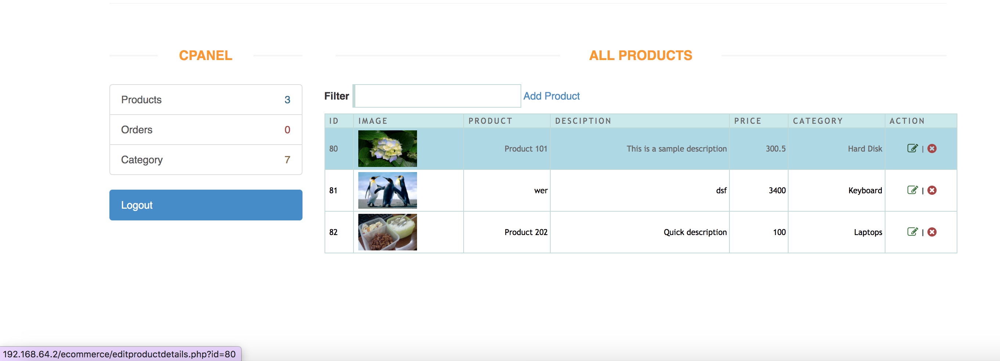 CPANEL
Products 3
Orders 0
Category 7
Logout
ALL PRODUCTS
Filter Add Product
ID IMAGE PRODUCT DESCIPTION PRICE CATEGORY ACTION
80 Product 101 This is a sample description 300.5 Hard Disk |
81 wer dsf 3400 Keyboard |
82 Product 202 Quick description 100 Laptops |
192.168.64.2/ecommerce/editproductdetails.php?id=80